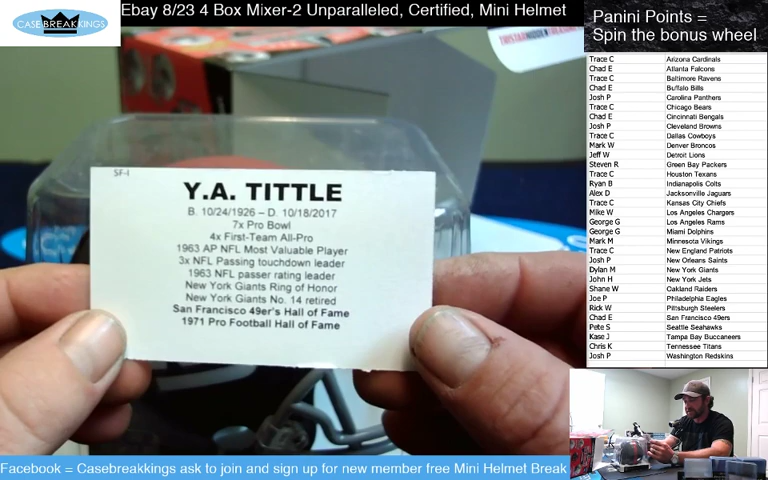 CASE BREAK KINGS
Ebay 8/23 4 Box Mixer-2 Unparalleled, Certified, Mini Helmet
Panini Points =
Spin the bonus wheel
SF-I
Y.A. TITTLE
B. 10/24/1926 – D. 10/18/2017
7x Pro Bowl
4x First-Team All-Pro
1963 AP NFL Most Valuable Player
3x NFL Passing touchdown leader
1963 NFL passer rating leader
New York Giants Ring of Honor
New York Giants No. 14 retired
San Francisco 49er's Hall of Fame
1971 Pro Football Hall of Fame
Trace C Arizona Cardinals
Chad E Atlanta Falcons
Trace C Baltimore Ravens
Chad E Buffalo Bills
Josh P Carolina Panthers
Trace C Chicago Bears
Chad E Cincinnati Bengals
Josh P Cleveland Browns
Trace C Dallas Cowboys
Mark W Denver Broncos
Jeff W Detroit Lions
Steven R Green Bay Packers
Trace C Houston Texans
Ryan B Indianapolis Colts
Alex D Jacksonville Jaguars
Trace C Kansas City Chiefs
Mike W Los Angeles Chargers
George G Los Angeles Rams
George G Miami Dolphins
Mark M Minnesota Vikings
Trace C New England Patriots
Josh P New Orleans Saints
Dylan M New York Giants
John H New York Jets
Shane W Oakland Raiders
Joe P Philadelphia Eagles
Rick W Pittsburgh Steelers
Chad E San Francisco 49ers
Pete S Seattle Seahawks
Kase J Tampa Bay Buccaneers
Chris K Tennessee Titans
Josh P Washington Redskins
Facebook = Casebreakkings ask to join and sign up for new member free Mini Helmet Break